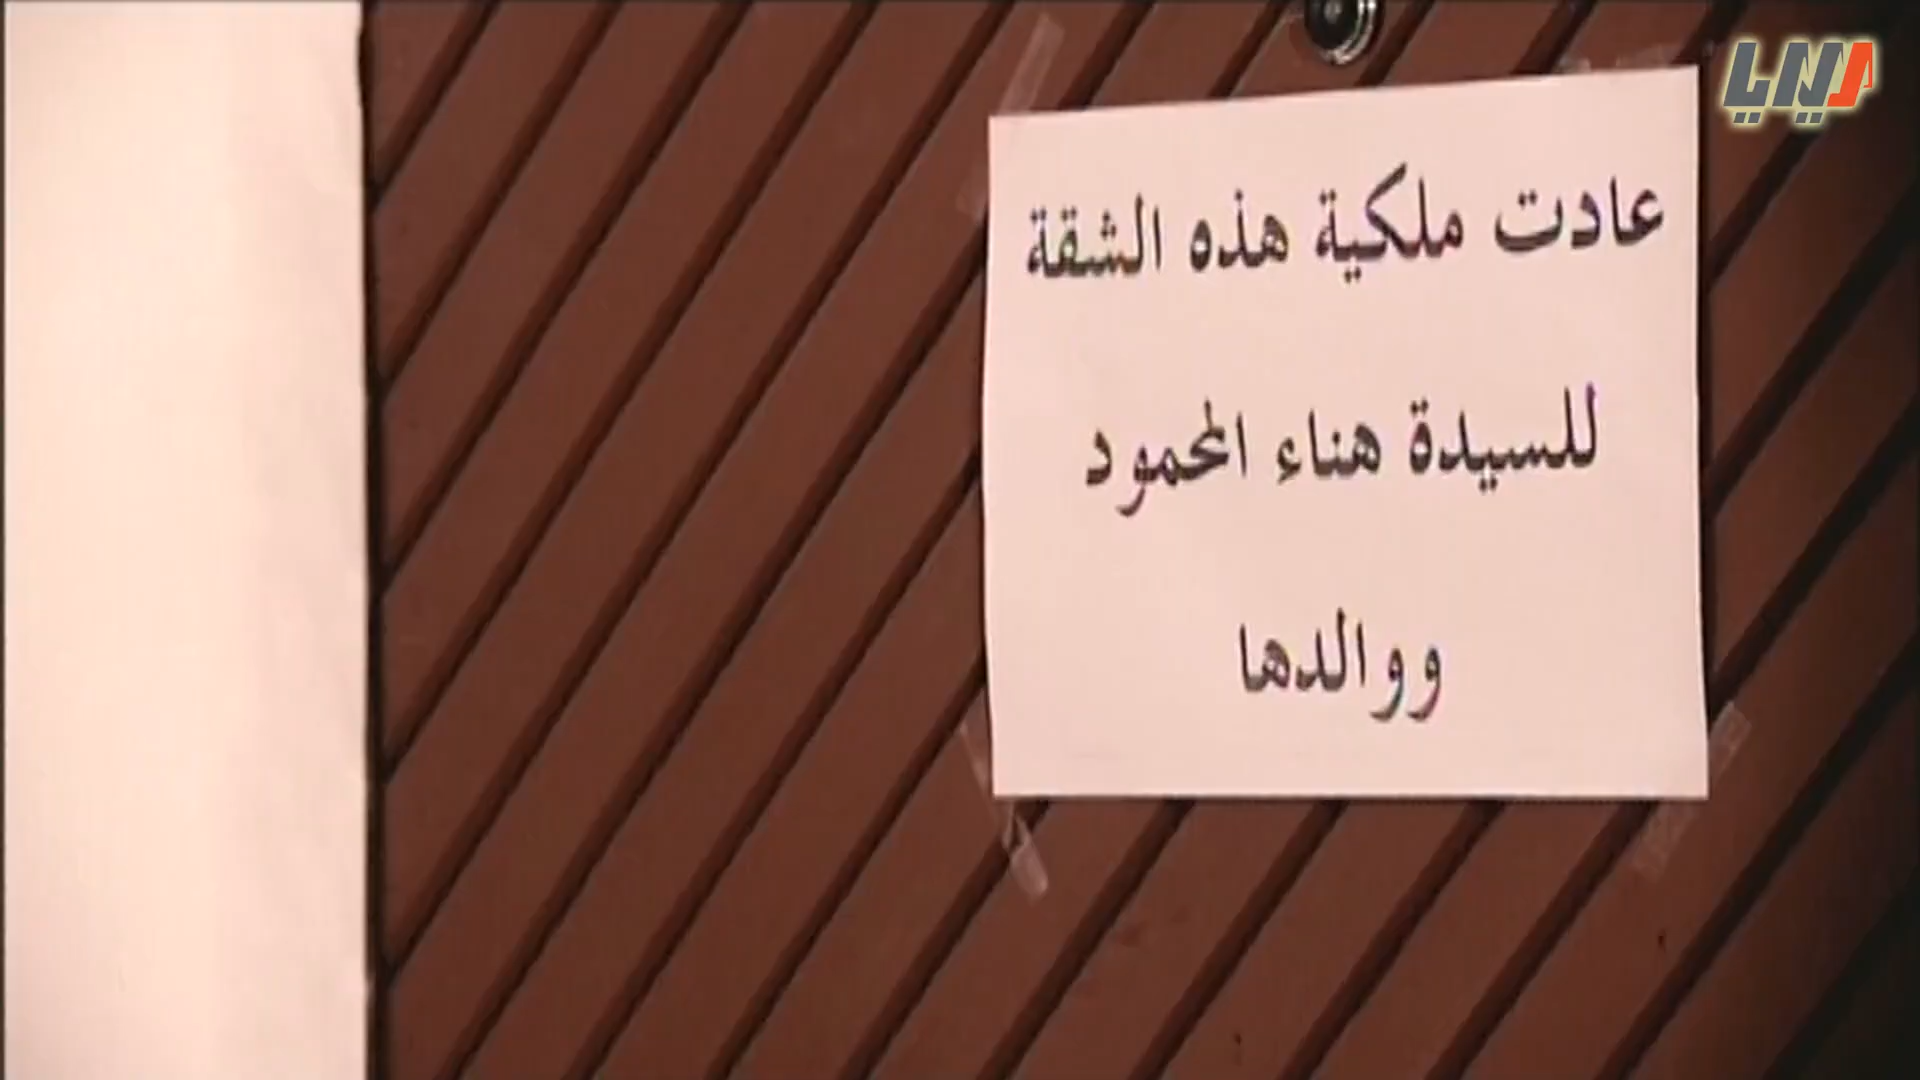 عادت ملكية هذه الشقة
للسيدة هناء المحمود
ووالدها